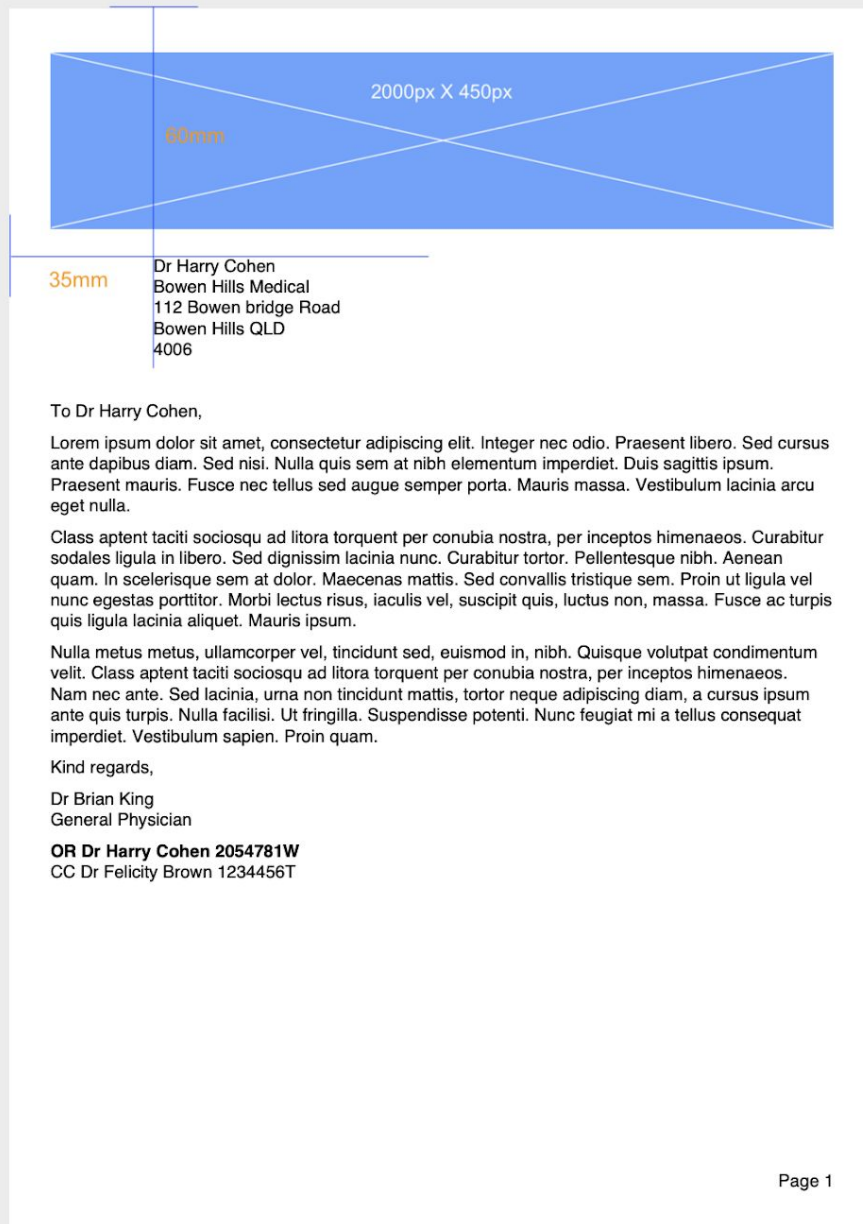 2000px X 450px
60mm
35mm
Dr Harry Cohen
Bowen Hills Medical
112 Bowen bridge Road
Bowen Hills QLD
4006
To Dr Harry Cohen,
Lorem ipsum dolor sit amet, consectetur adipiscing elit. Integer nec odio. Praesent libero. Sed cursus
ante dapibus diam. Sed nisi. Nulla quis sem at nibh elementum imperdiet. Duis sagittis ipsum.
Praesent mauris. Fusce nec tellus sed augue semper porta. Mauris massa. Vestibulum lacinia arcu
eget nulla.
Class aptent taciti sociosqu ad litora torquent per conubia nostra, per inceptos himenaeos. Curabitur
sodales ligula in libero. Sed dignissim lacinia nunc. Curabitur tortor. Pellentesque nibh. Aenean
quam. In scelerisque sem at dolor. Maecenas mattis. Sed convallis tristique sem. Proin ut ligula vel
nunc egestas porttitor. Morbi lectus risus, iaculis vel, suscipit quis, luctus non, massa. Fusce ac turpis
quis ligula lacinia aliquet. Mauris ipsum.
Nulla metus metus, ullamcorper vel, tincidunt sed, euismod in, nibh. Quisque volutpat condimentum
velit. Class aptent taciti sociosqu ad litora torquent per conubia nostra, per inceptos himenaeos.
Nam nec ante. Sed lacinia, urna non tincidunt mattis, tortor neque adipiscing diam, a cursus ipsum
ante quis turpis. Nulla facilisi. Ut fringilla. Suspendisse potenti. Nunc feugiat mi a tellus consequat
imperdiet. Vestibulum sapien. Proin quam.
Kind regards,
Dr Brian King
General Physician
OR Dr Harry Cohen 2054781W
CC Dr Felicity Brown 1234456T
Page 1